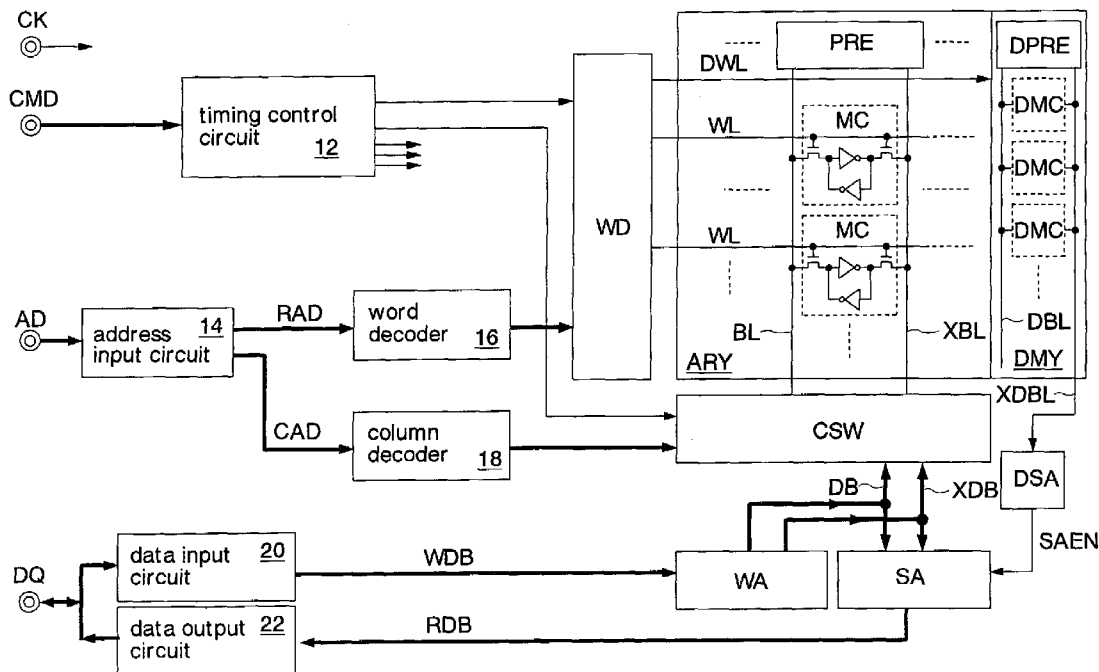 CK
CMD
timing control
circuit
12
AD
address
input circuit
14
RAD
word
decoder
16
CAD
column
decoder
18
WD
DWL
WL
WL
PRE
MC
MC
BL
XBL
ARY
DPRE
DMC
DMC
DMC
DBL
DMY
XDBL
CSW
DSA
DB
XDB
SAEN
DQ
data input
circuit
20
WDB
WA
SA
data output
circuit
22
RDB